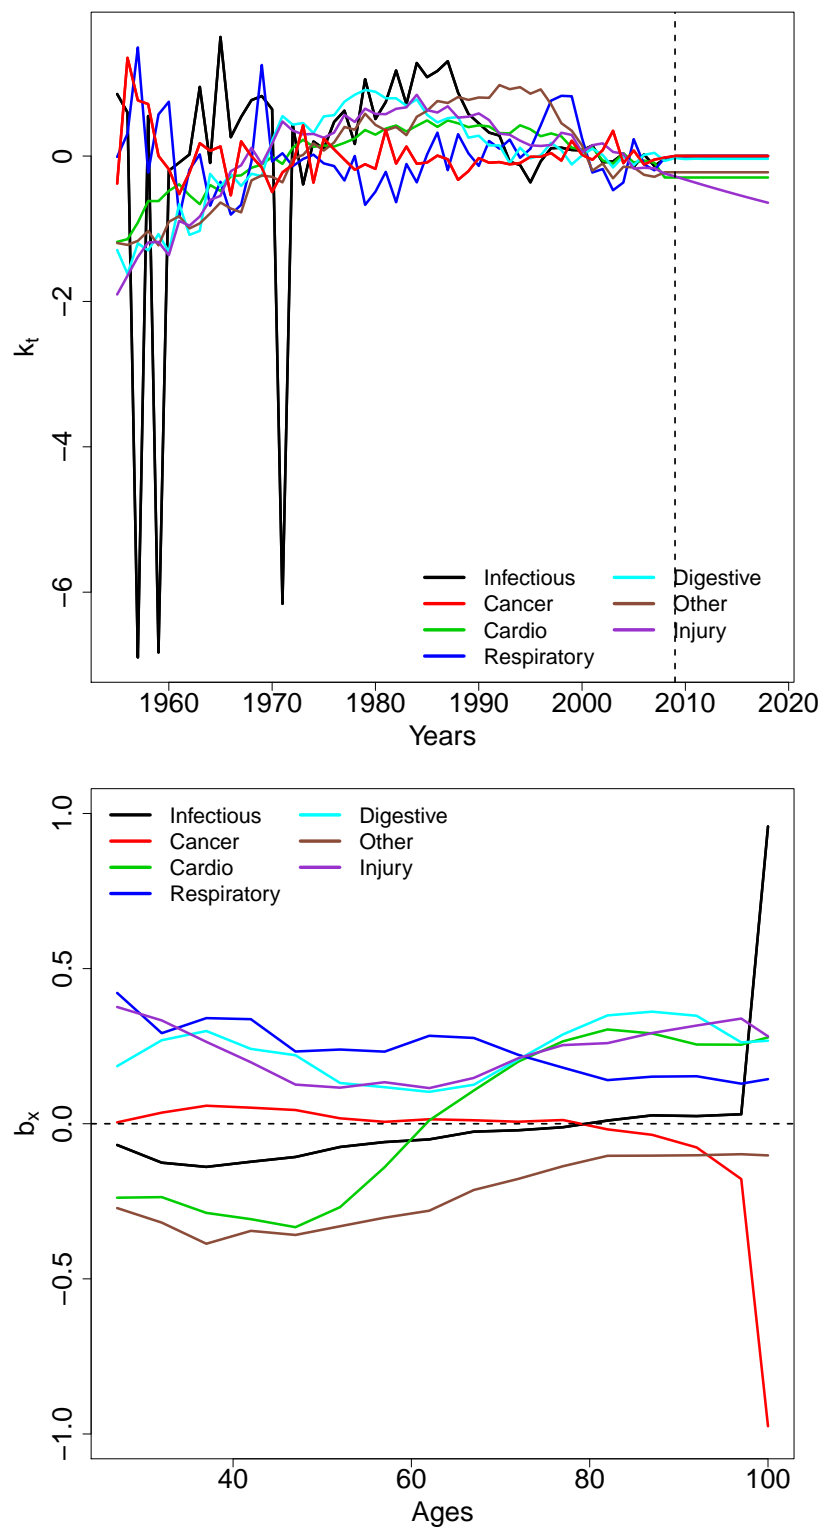 0
−2
−4
−6
k_t
Infectious
Cancer
Cardio
Respiratory
Digestive
Other
Injury
1960 1970 1980 1990 2000 2010 2020
Years
Infectious
Cancer
Cardio
Respiratory
Digestive
Other
Injury
1.0
0.5
0.0
−0.5
−1.0
b_x
40 60 80 100
Ages